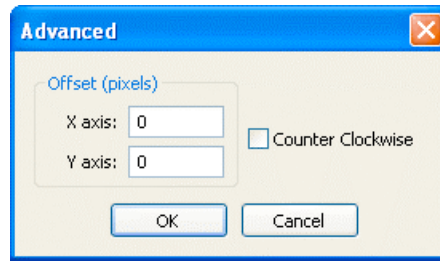 Advanced
Offset (pixels)
X axis: 0
Counter Clockwise
Y axis: 0
OK Cancel